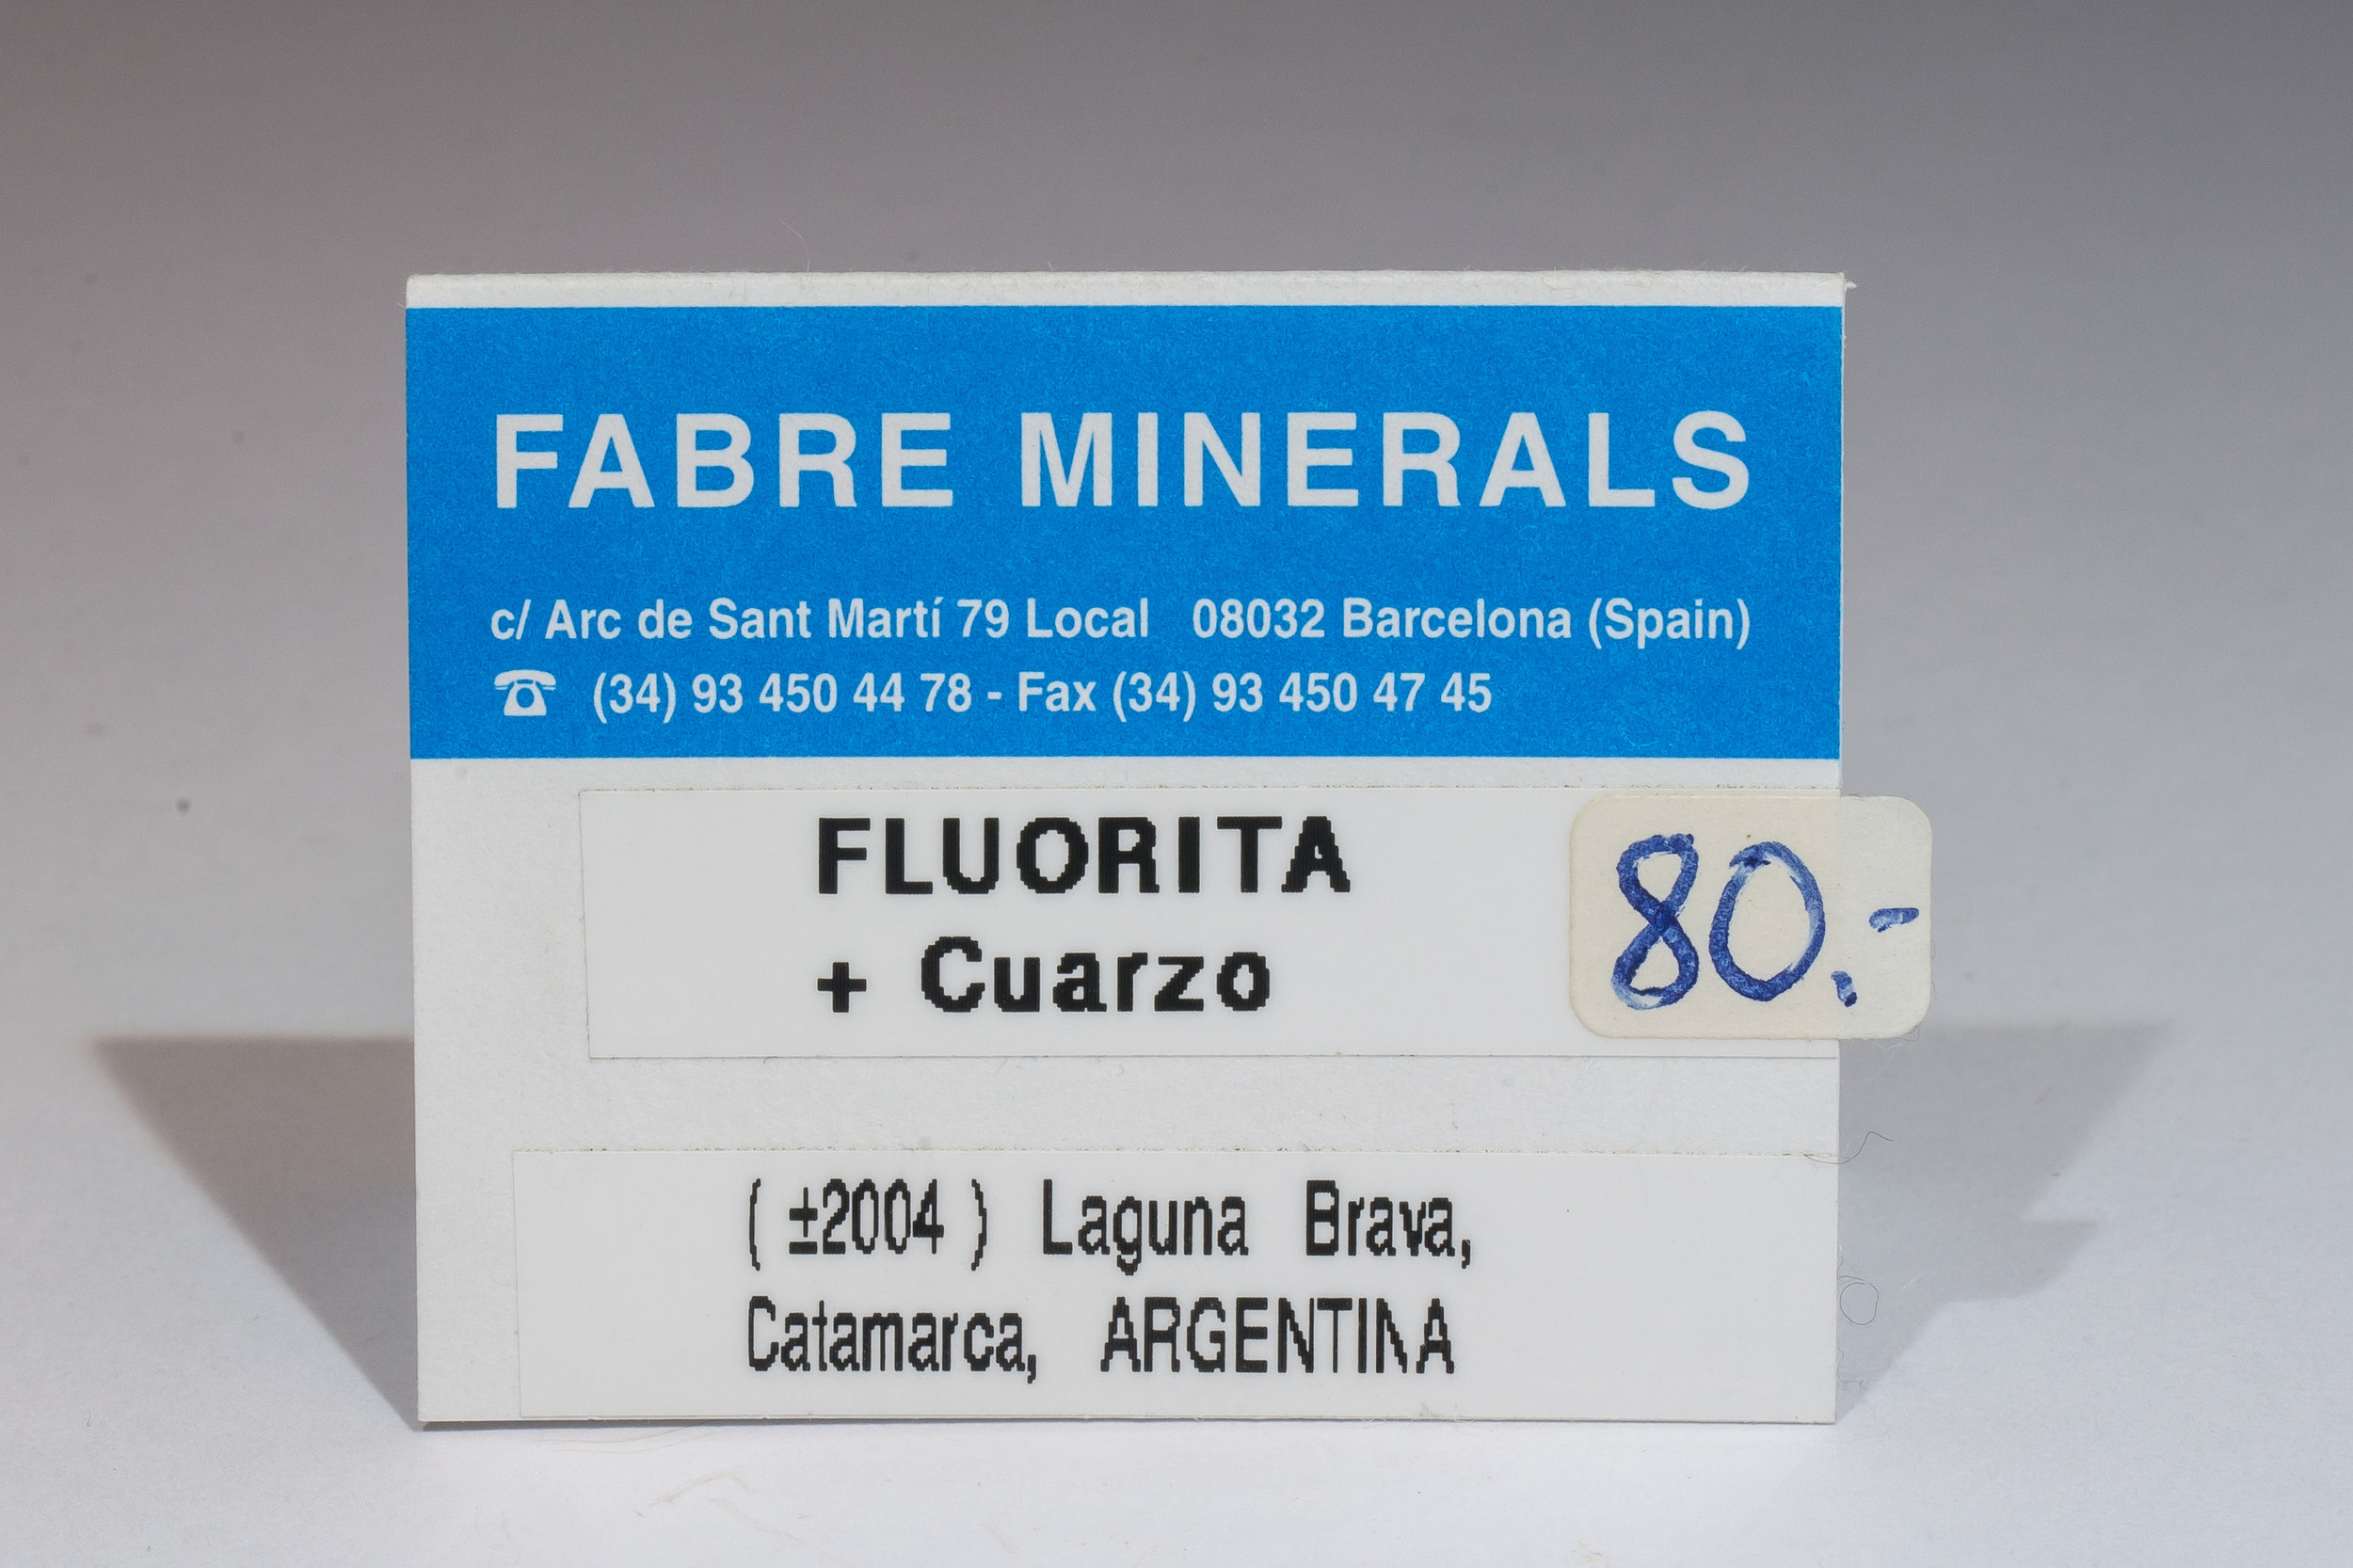 FABRE MINERALS
c/ Arc de Sant Martí 79 Local 08032 Barcelona (Spain)
☎ (34) 93 450 44 78 - Fax (34) 93 450 47 45
FLUORITA
+ Cuarzo
80.-
( ±2004 ) Laguna Brava,
Catamarca, ARGENTINA